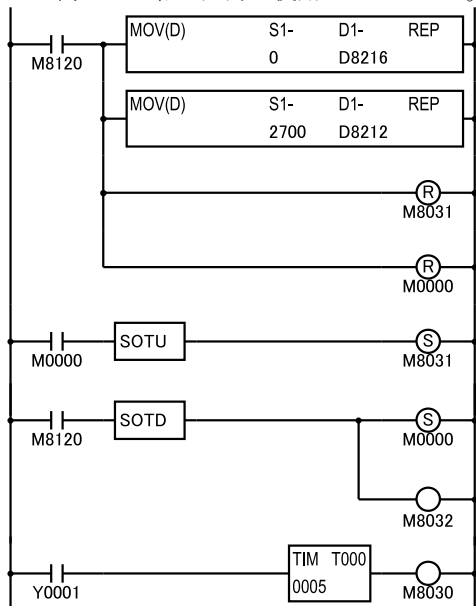 MOV(D) S1- D1- REP
M8120 0 D8216
MOV(D) S1- D1- REP
2700 D8212
R
M8031
R
M0000
SOTU S
M0000 M8031
SOTD S
M8120 M0000
M8032
TIM T000
0005
Y0001 M8030